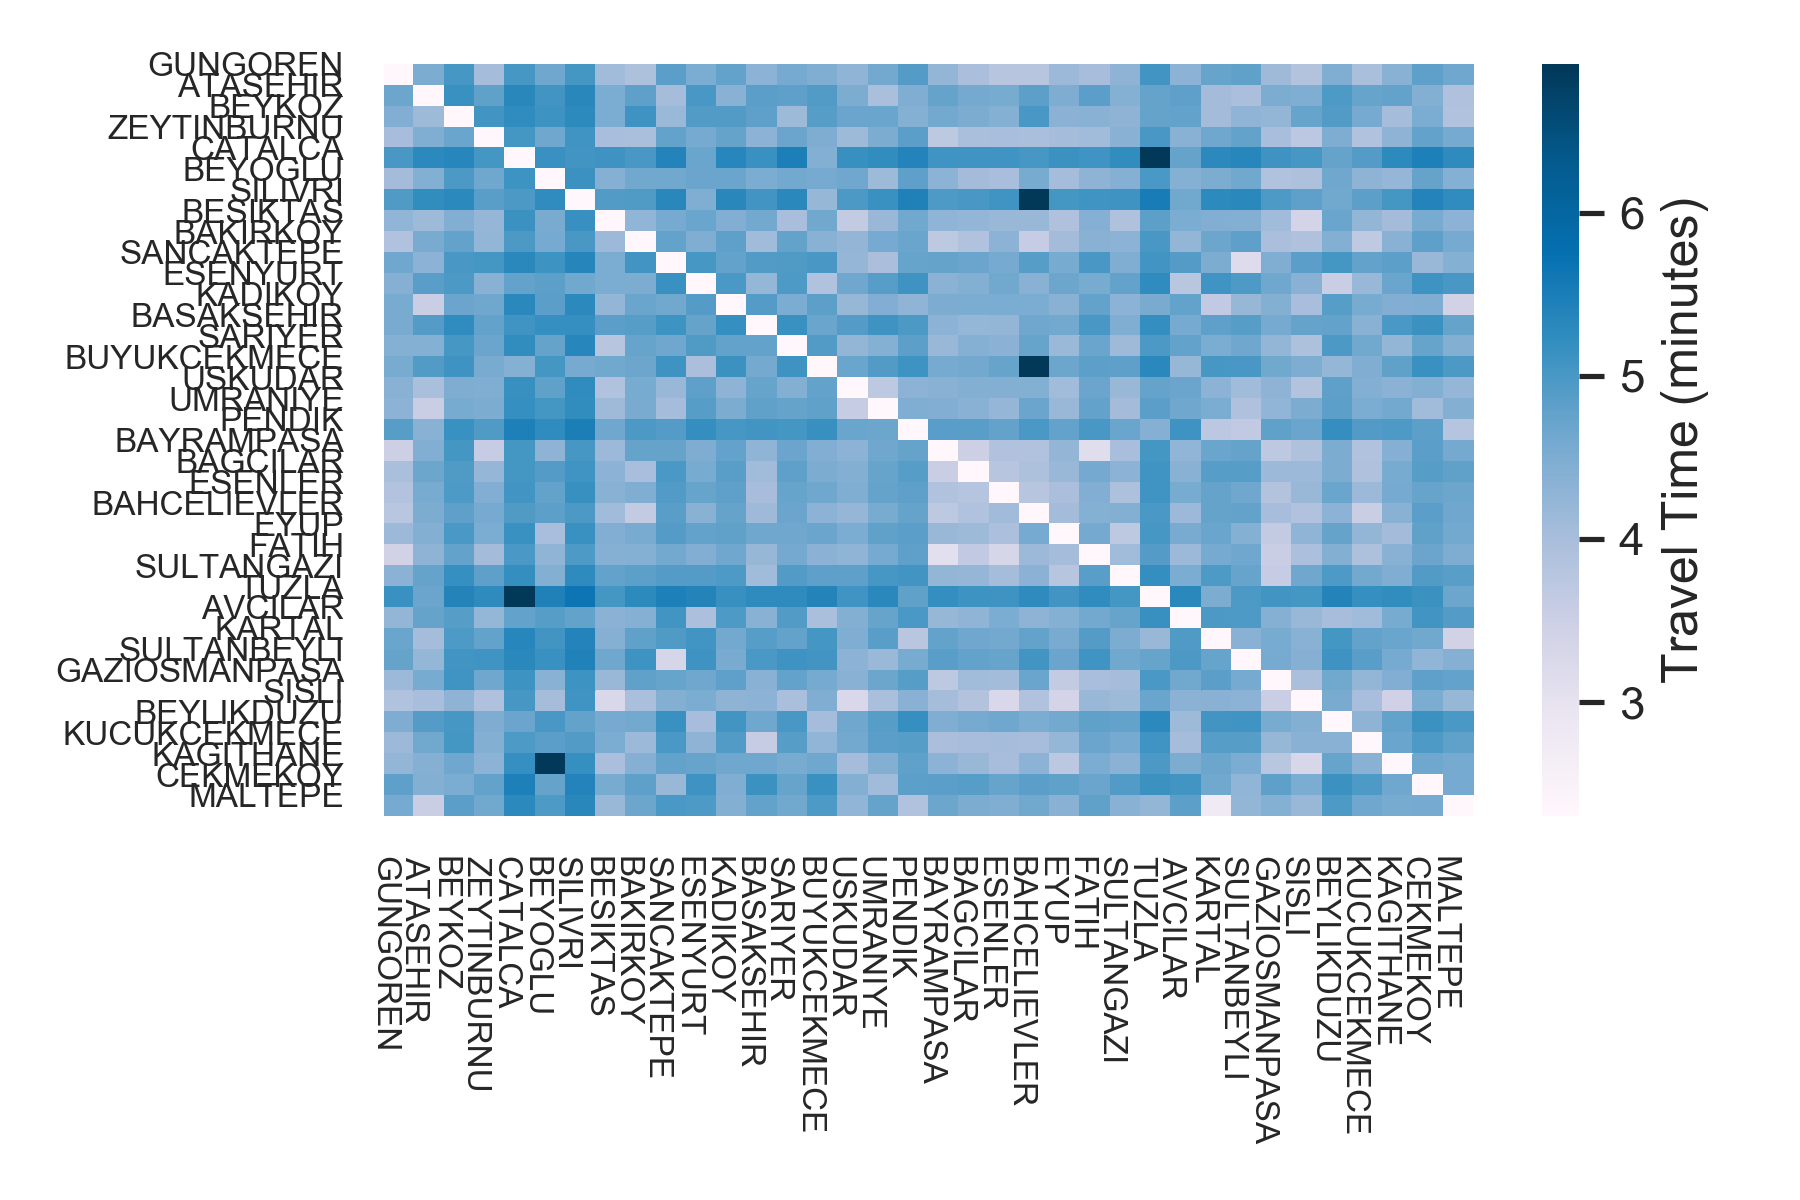 GUNGOREN
ATASEHIR
BEYKOZ
ZEYTINBURNU
CATALCA
BEYOGLU
SILIVRI
BESIKTAS
BAKIRKOY
SANCAKTEPE
ESENYURT
KADIKOY
BASAKSEHIR
SARIYER
BUYUKCEKMECE
USKUDAR
UMRANIYE
PENDIK
BAYRAMPASA
BAGCILAR
ESENLER
BAHCELIEVLER
EYUP
FATIH
SULTANGAZI
TUZLA
AVCILAR
KARTAL
SULTANBEYLI
GAZIOSMANPASA
SISLI
BEYLIKDUZU
KUCUKCEKMECE
KAGITHANE
CEKMEKOY
MALTEPE
GUNGOREN
ATASEHIR
BEYKOZ
ZEYTINBURNU
CATALCA
BEYOGLU
SILIVRI
BESIKTAS
BAKIRKOY
SANCAKTEPE
ESENYURT
KADIKOY
BASAKSEHIR
SARIYER
BUYUKCEKMECE
USKUDAR
UMRANIYE
PENDIK
BAYRAMPASA
BAGCILAR
ESENLER
BAHCELIEVLER
EYUP
FATIH
SULTANGAZI
TUZLA
AVCILAR
KARTAL
SULTANBEYLI
GAZIOSMANPASA
SISLI
BEYLIKDUZU
KUCUKCEKMECE
KAGITHANE
CEKMEKOY
MALTEPE
6
5
4
3
Travel Time (minutes)